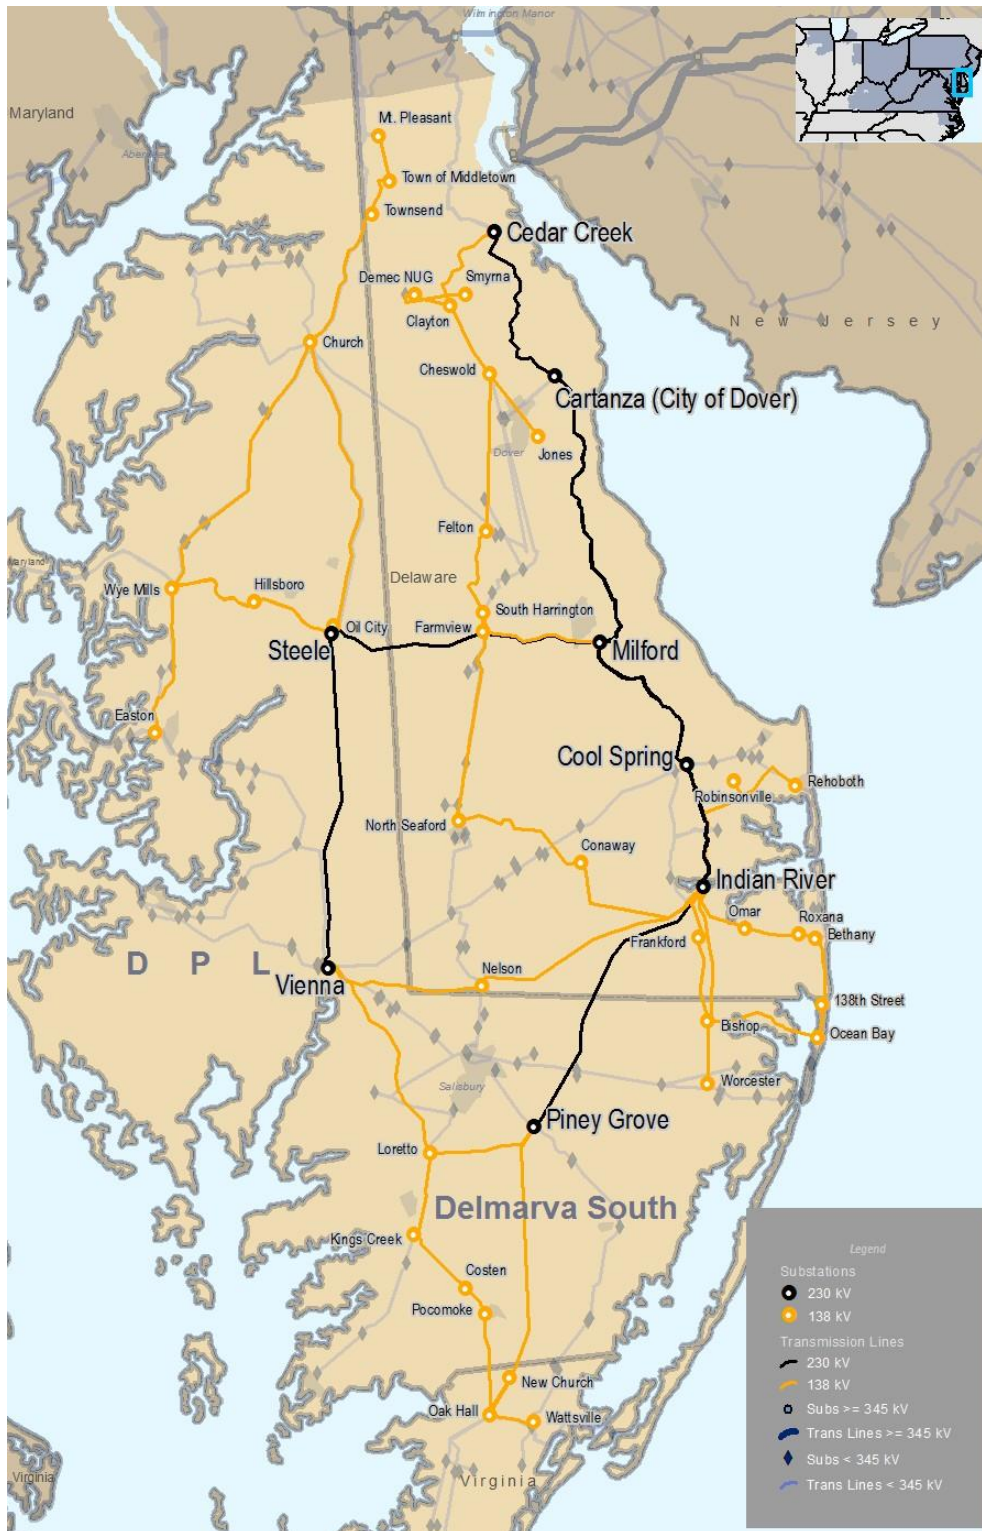 Wilmington Manor
Maryland
Mt. Pleasant
Town of Middletown
Townsend
Cedar Creek
Demec NUG
Smyrna
Clayton
New Jersey
Church
Cheswold
Cartanza (City of Dover)
Dover
Jones
Felton
Maryland
Delaware
Wye Mills
Hillsboro
South Harrington
Oil City
Farmview
Steele
Milford
Easton
Cool Spring
Rehoboth
Robinsonville
North Seaford
Conaway
Indian River
Omar
Roxana
Bethany
Frankford
D P L
Nelson
Vienna
138th Street
Bishop
Ocean Bay
Salisbury
Worcester
Piney Grove
Loretto
Delmarva South
Kings Creek
Costen
Pocomoke
New Church
Oak Hall
Wattsville
Virginia
Virginia
Legend
Substations
230 kV
138 kV
Transmission Lines
230 kV
138 kV
Subs >= 345 kV
Trans Lines >= 345 kV
Subs < 345 kV
Trans Lines < 345 kV